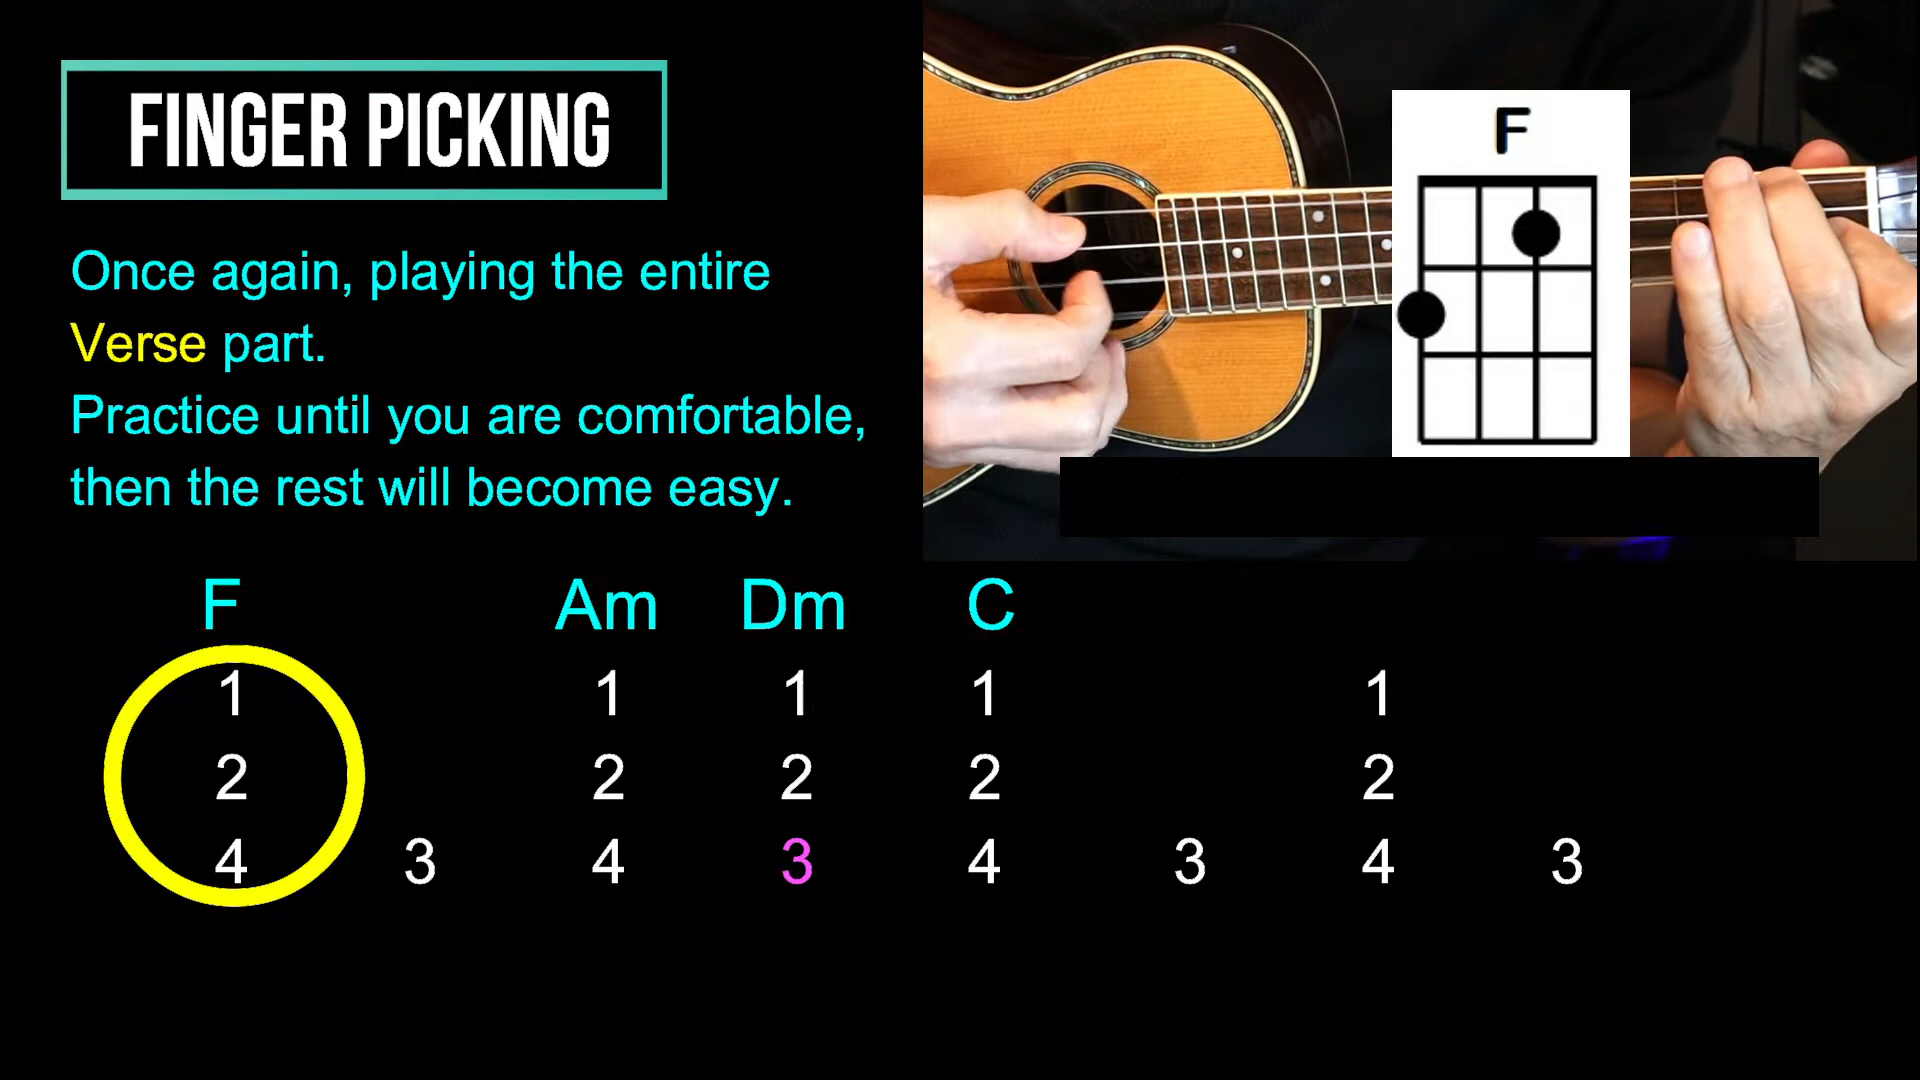 FINGER PICKING
Once again, playing the entire
Verse part.
Practice until you are comfortable,
then the rest will become easy.
F
F Am Dm C
1 1 1 1 1
2 2 2 2 2
4 3 4 3 4 3 4 3